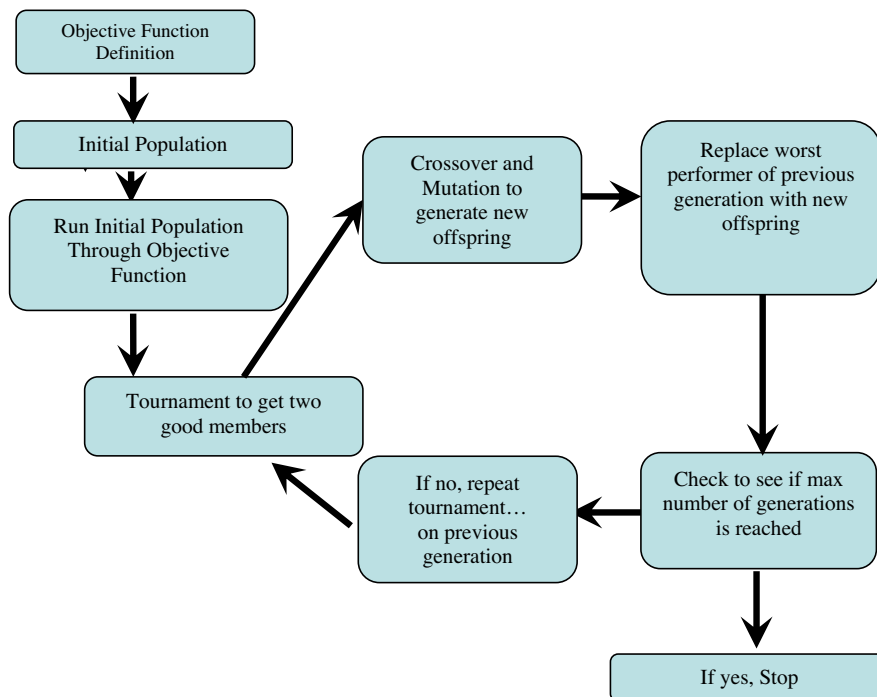 Objective Function
Definition
Initial Population
Run Initial Population
Through Objective
Function
Tournament to get two
good members
Crossover and
Mutation to
generate new
offspring
Replace worst
performer of previous
generation with new
offspring
Check to see if max
number of generations
is reached
If no, repeat
tournament…
on previous
generation
If yes, Stop